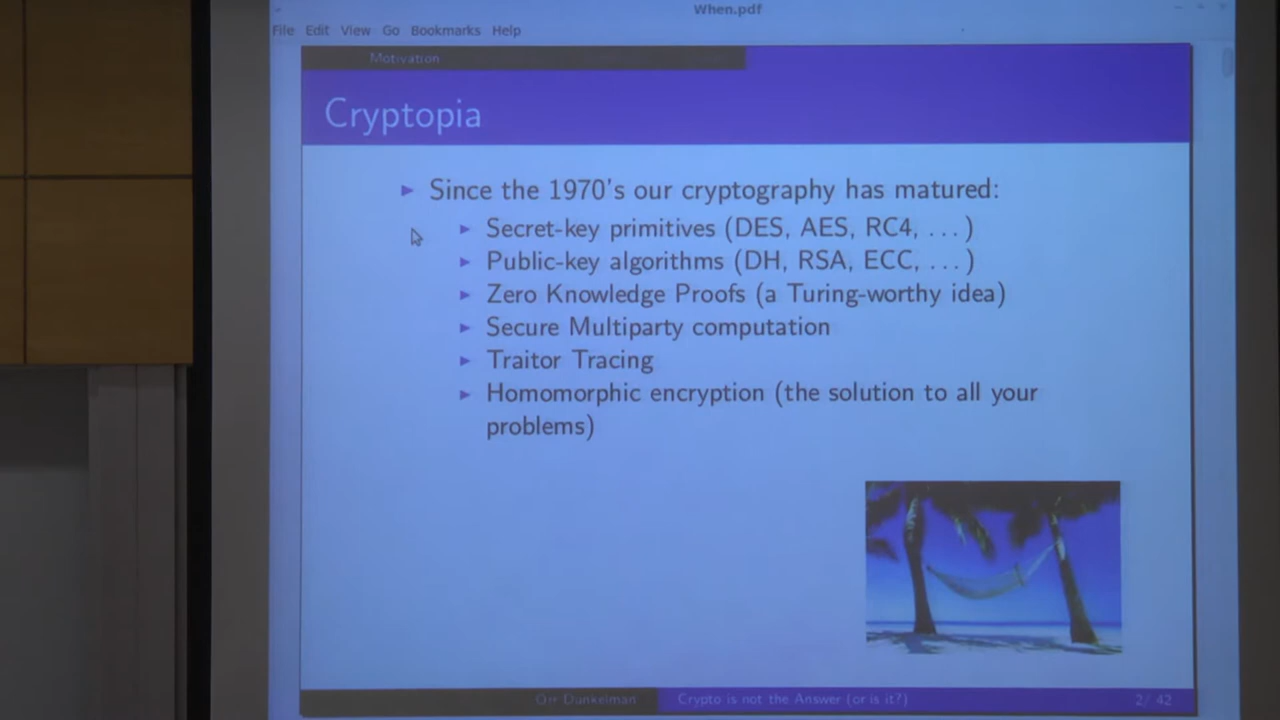 When.pdf
File Edit View Go Bookmarks Help
Motivation
Cryptopia
Since the 1970's our cryptography has matured:
Secret-key primitives (DES, AES, RC4, ...)
Public-key algorithms (DH, RSA, ECC, ...)
Zero Knowledge Proofs (a Turing-worthy idea)
Secure Multiparty computation
Traitor Tracing
Homomorphic encryption (the solution to all your
problems)
Orr Dunkelman Crypto is not the Answer (or is it?) 2/ 42